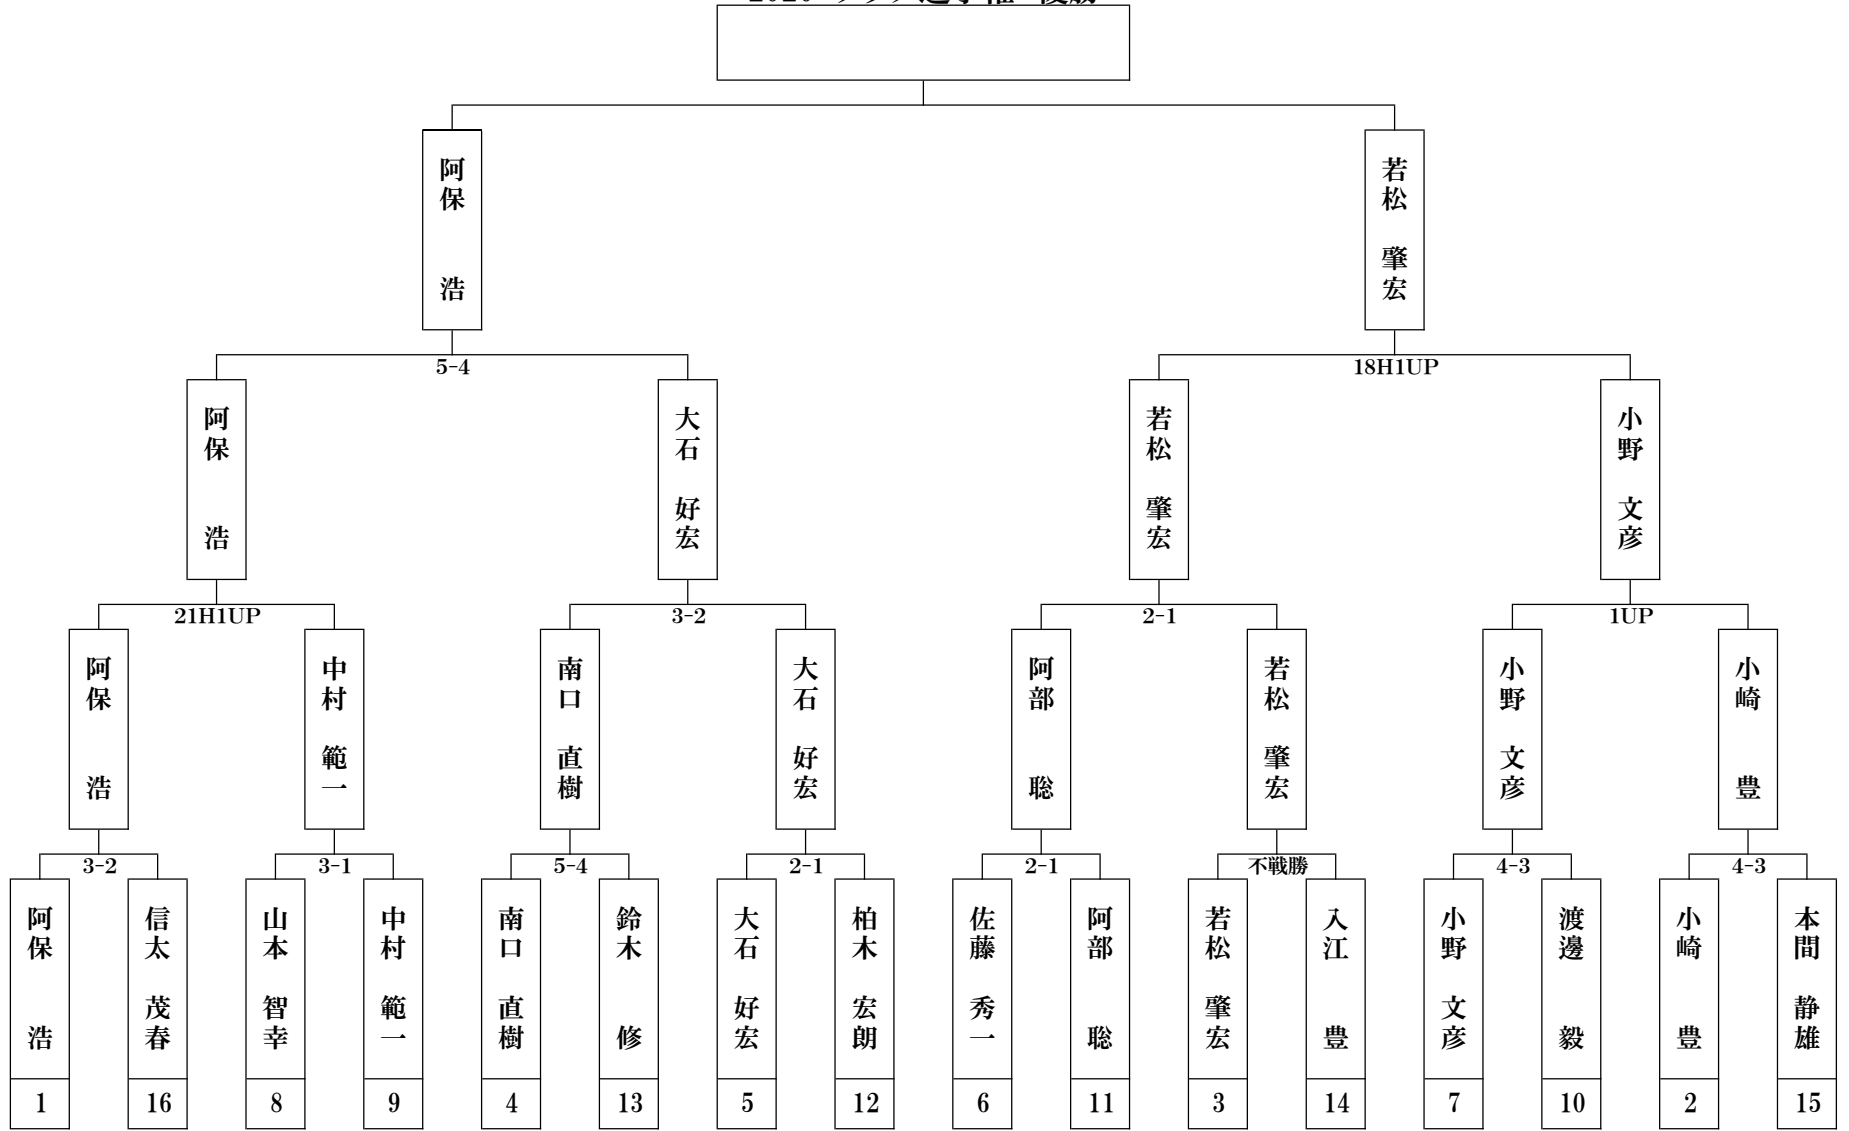 阿保 浩
若松 肇宏
5-4
18H1UP
阿保 浩
大石 好宏
若松 肇宏
小野 文彦
21H1UP
3-2
2-1
1UP
阿保 浩
中村 範一
南口 直樹
大石 好宏
阿部 聡
若松 肇宏
小野 文彦
小崎 豊
3-2
3-1
5-4
2-1
2-1
不戦勝
4-3
4-3
阿保 浩
信太 茂春
山本 智幸
中村 範一
南口 直樹
鈴木 修
大石 好宏
柏木 宏朗
佐藤 秀一
阿部 聡
若松 肇宏
入江 豊
小野 文彦
渡邊 毅
小崎 豊
本間 静雄
1
16
8
9
4
13
5
12
6
11
3
14
7
10
2
15